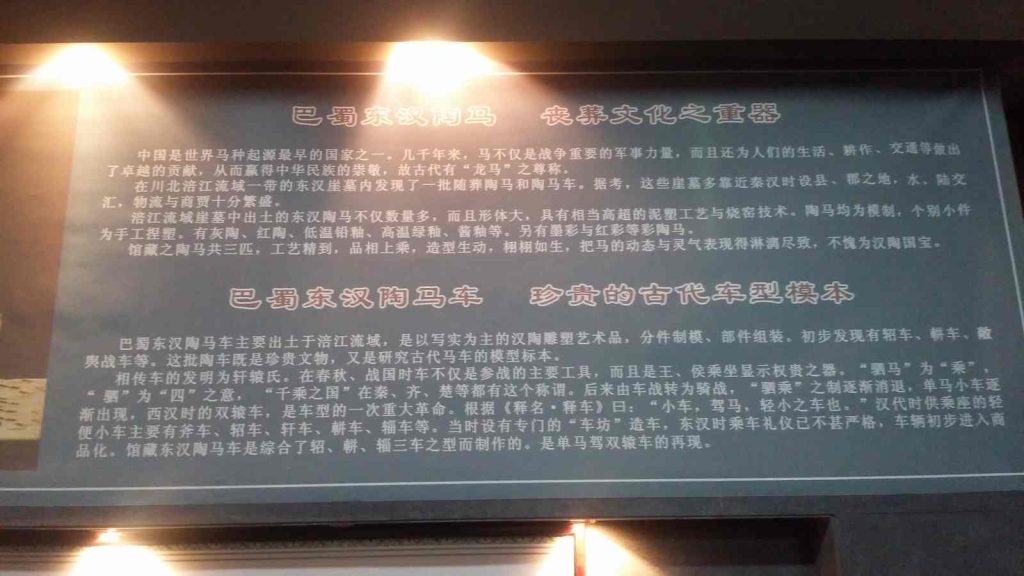 巴蜀东汉陶马 丧葬文化之重器
中国是世界马种起源最早的国家之一。几千年来，马不仅是战争重要的军事力量，而且还为人们的生活、耕作、交通等做出
了卓越的贡献，从而赢得中华民族的崇敬，故古代有“龙马”之尊称。
在川北涪江流域一带的东汉崖墓内发现了一批随葬陶马和陶马车。据考，这些崖墓多靠近秦汉时设县、郡之地，水、陆交
汇，物流与商贾十分繁盛。
涪江流域崖墓中出土的东汉陶马不仅数量多，而且形体大，具有相当高超的泥塑工艺与烧窑技术。陶马均为模制，个别小件
为手工捏塑。有灰陶、红陶、低温铅釉、高温绿釉、酱釉等。另有墨彩与红彩等彩陶马。
馆藏之陶马共三匹，工艺精到，品相上乘，造型生动，栩栩如生，把马的动态与灵气表现得淋漓尽致，不愧为汉陶国宝。
巴蜀东汉陶马车 珍贵的古代车型模本
巴蜀东汉陶马车主要出土于涪江流域，是以写实为主的汉陶雕塑艺术品，分件制模、部件组装。初步发现有轺车、軿车、敞
舆战车等。这批陶车既是珍贵文物，又是研究古代马车的模型标本。
相传车的发明为轩辕氏。在春秋、战国时车不仅是参战的主要工具，而且是王、侯乘坐显示权贵之器。“驷马”为“乘”，
“驷”为“四”之意，“千乘之国”在秦、齐、楚等都有这个称谓。后来由车战转为骑战，“驷乘”之制逐渐消退，单马小车逐
渐出现，西汉时的双辕车，是车型的一次重大革命。根据《释名·释车》曰：“小车，驾马，轻小之车也。”汉代时供乘座的轻
便小车主要有斧车、轺车、轩车、軿车、辎车等。当时设有专门的“车坊”造车，东汉时乘车礼仪已不甚严格，车辆初步进入商
品化。馆藏东汉陶马车是综合了轺、軿、辎三车之型而制作的。是单马驾双辕车的再现。